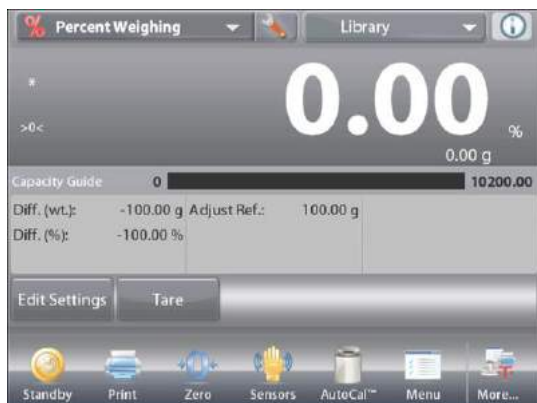 % Percent Weighing Library
*
0.00 %
>0<
0.00 g
Capacity Guide 0 10200.00
Diff. (wt.): -100.00 g Adjust Ref.: 100.00 g
Diff. (%): -100.00 %
Edit Settings Tare
Standby Print Zero Sensors AutoCal™ Menu More...